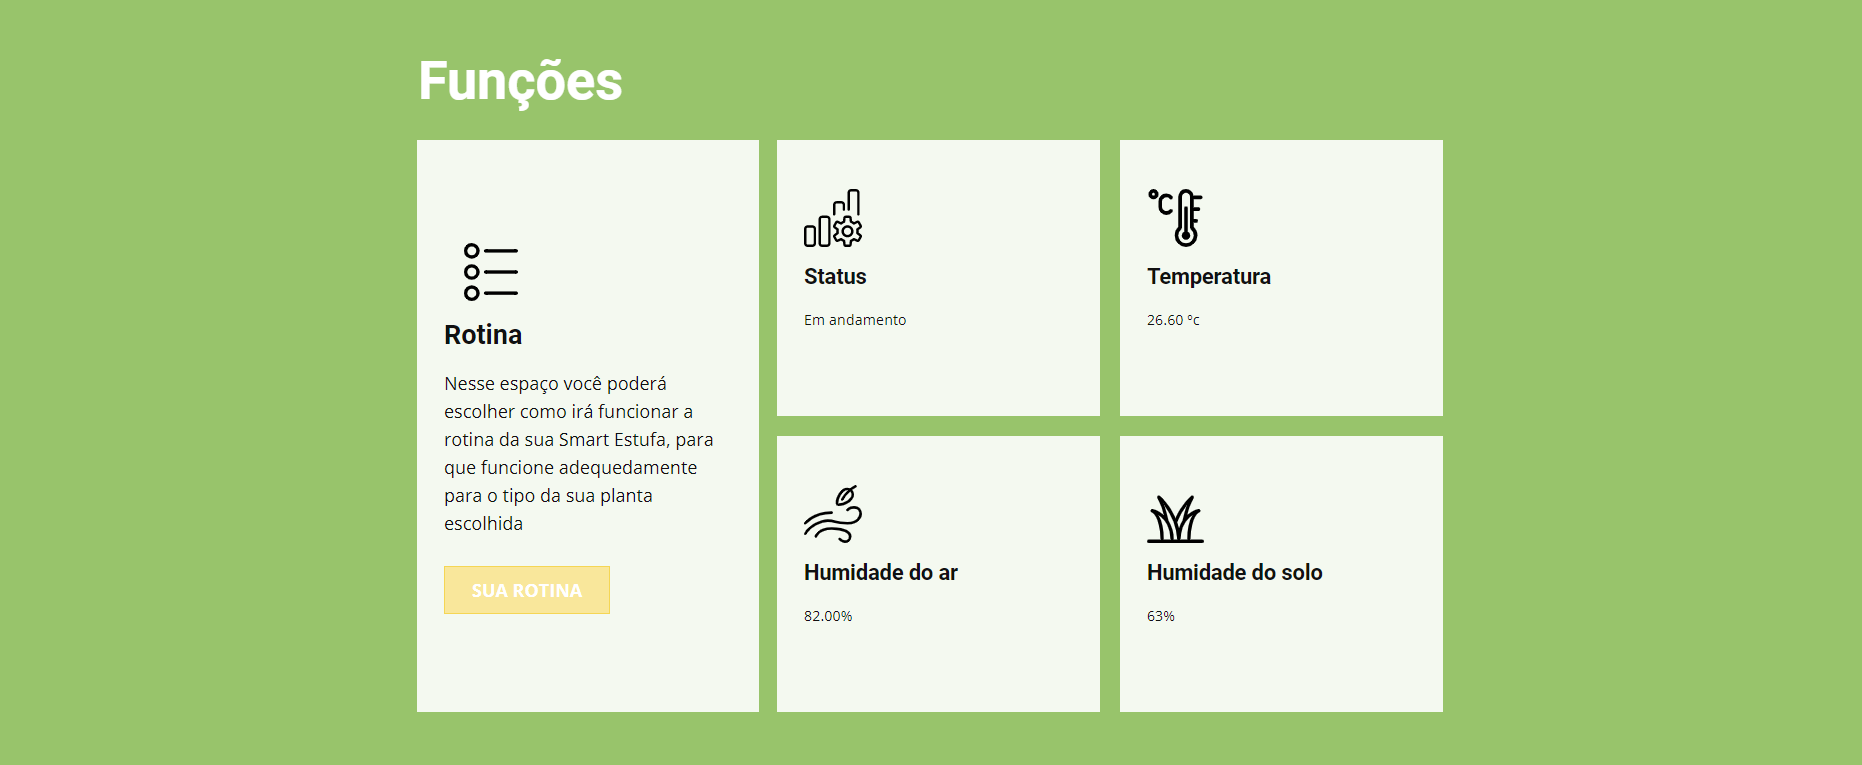 Funções
Rotina
Nesse espaço você poderá
escolher como irá funcionar a
rotina da sua Smart Estufa, para
que funcione adequedamente
para o tipo da sua planta
escolhida
SUA ROTINA
Status
Em andamento
°C
Temperatura
26.60 ºc
Humidade do ar
82.00%
Humidade do solo
63%